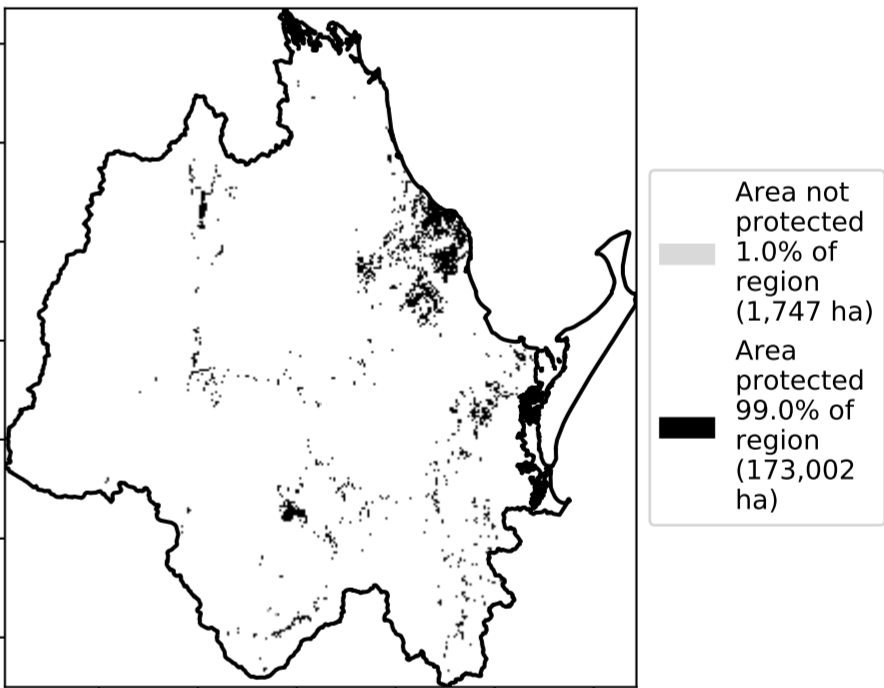 Area not
protected
1.0% of
region
(1,747 ha)
Area
protected
99.0% of
region
(173,002
ha)